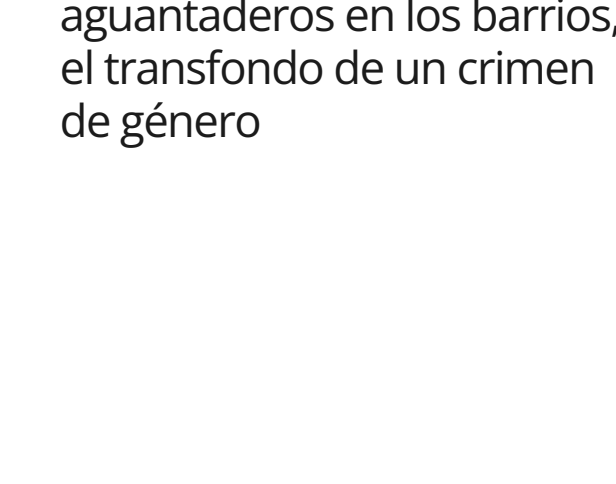 aguantaderos en los barrios,
el transfondo de un crimen
de género